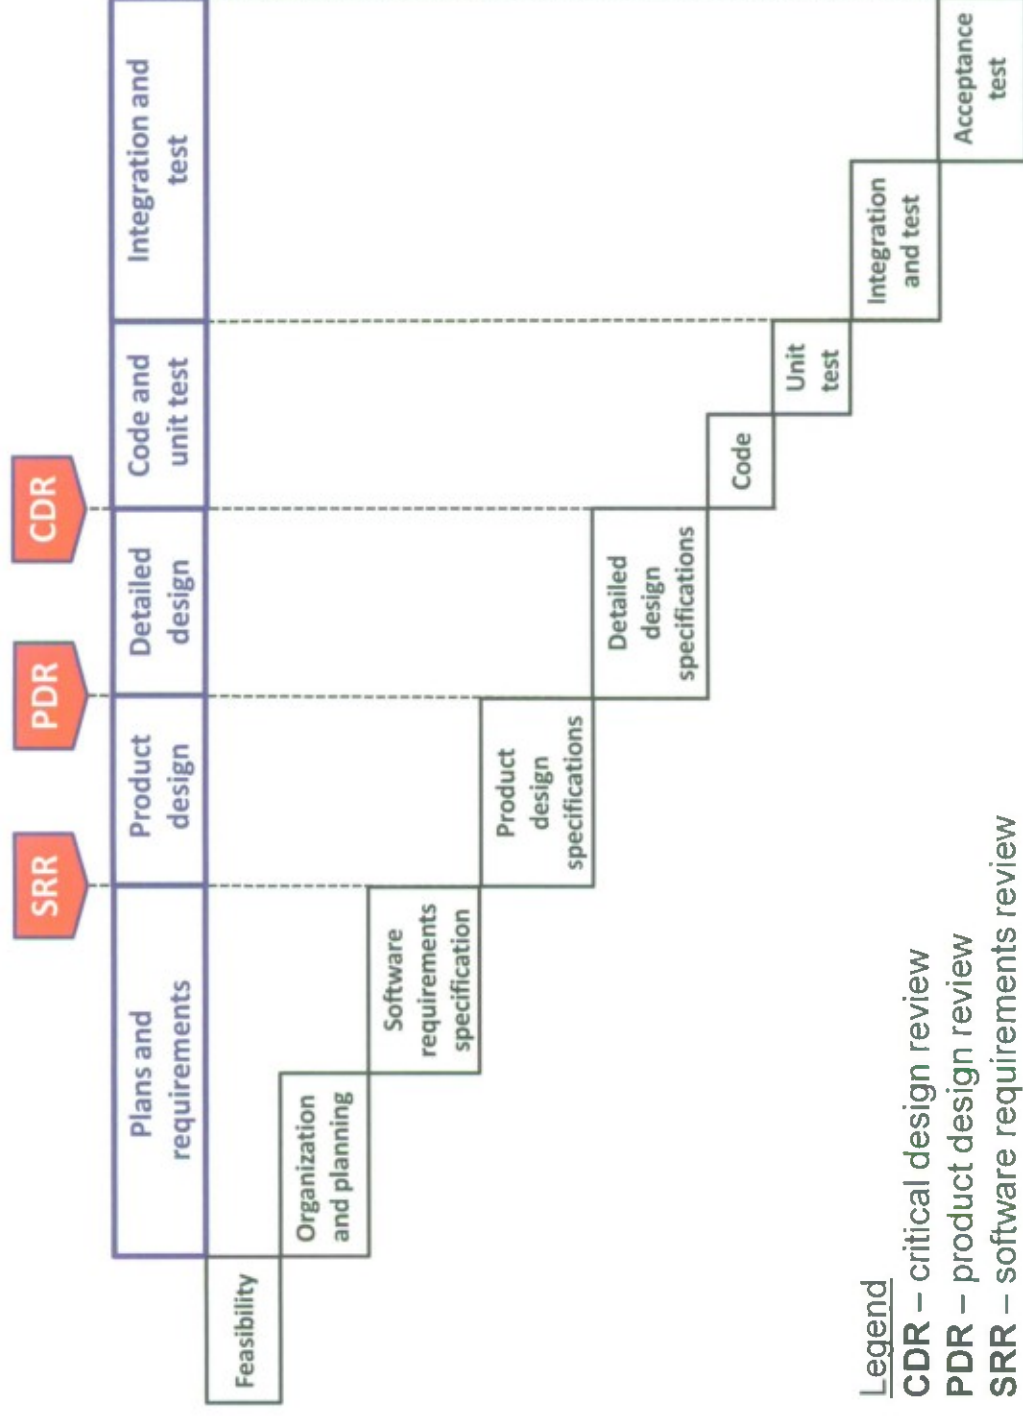 SRR
PDR
CDR
Plans and
requirements
Product
design
Detailed
design
Code and
unit test
Integration and
test
Feasibility
Organization
and planning
Software
requirements
specification
Product
design
specifications
Detailed
design
specifications
Code
Unit
test
Integration
and test
Acceptance
test
Legend
CDR – critical design review
PDR – product design review
SRR – software requirements review